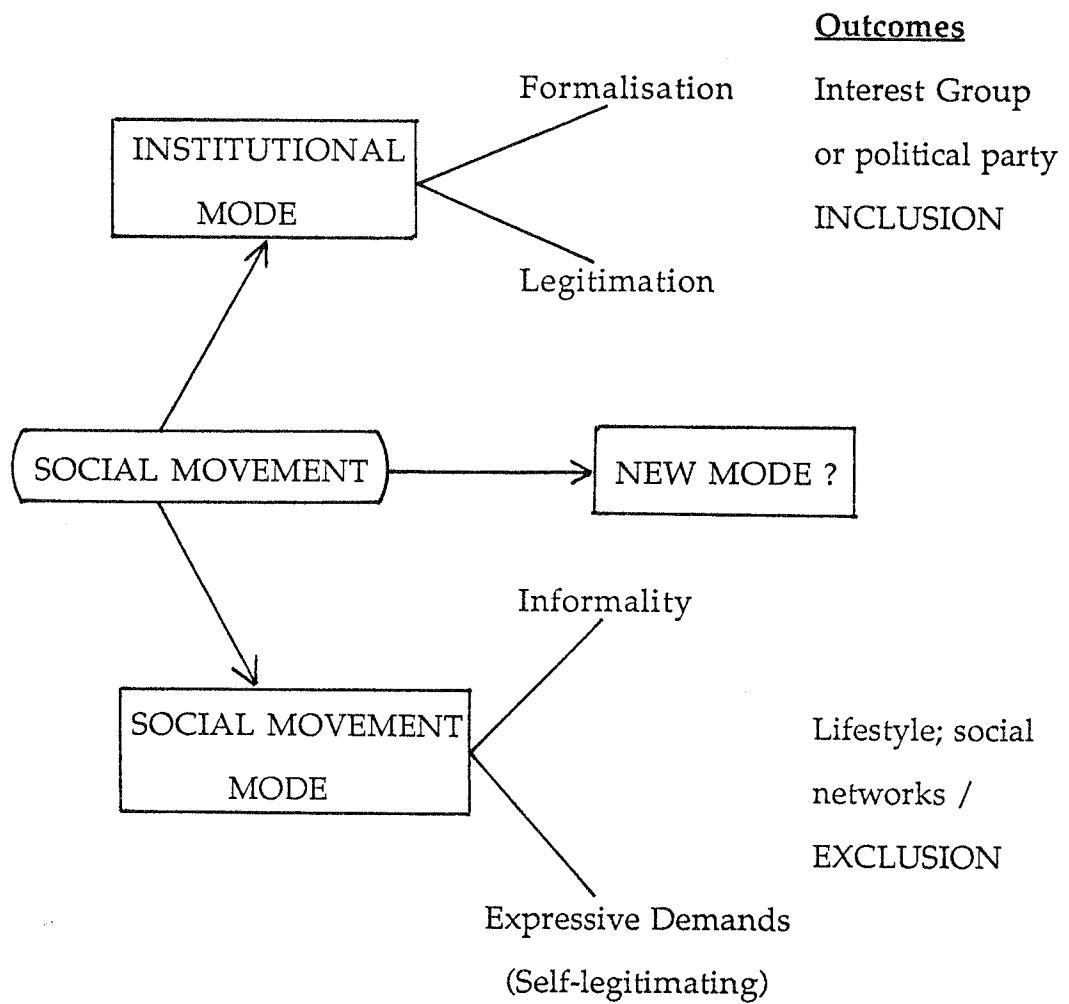 Outcomes
Formalisation
Interest Group
or political party
INCLUSION
INSTITUTIONAL
MODE
Legitimation
SOCIAL MOVEMENT
NEW MODE ?
Informality
SOCIAL MOVEMENT
MODE
Lifestyle; social
networks /
EXCLUSION
Expressive Demands
(Self-legitimating)